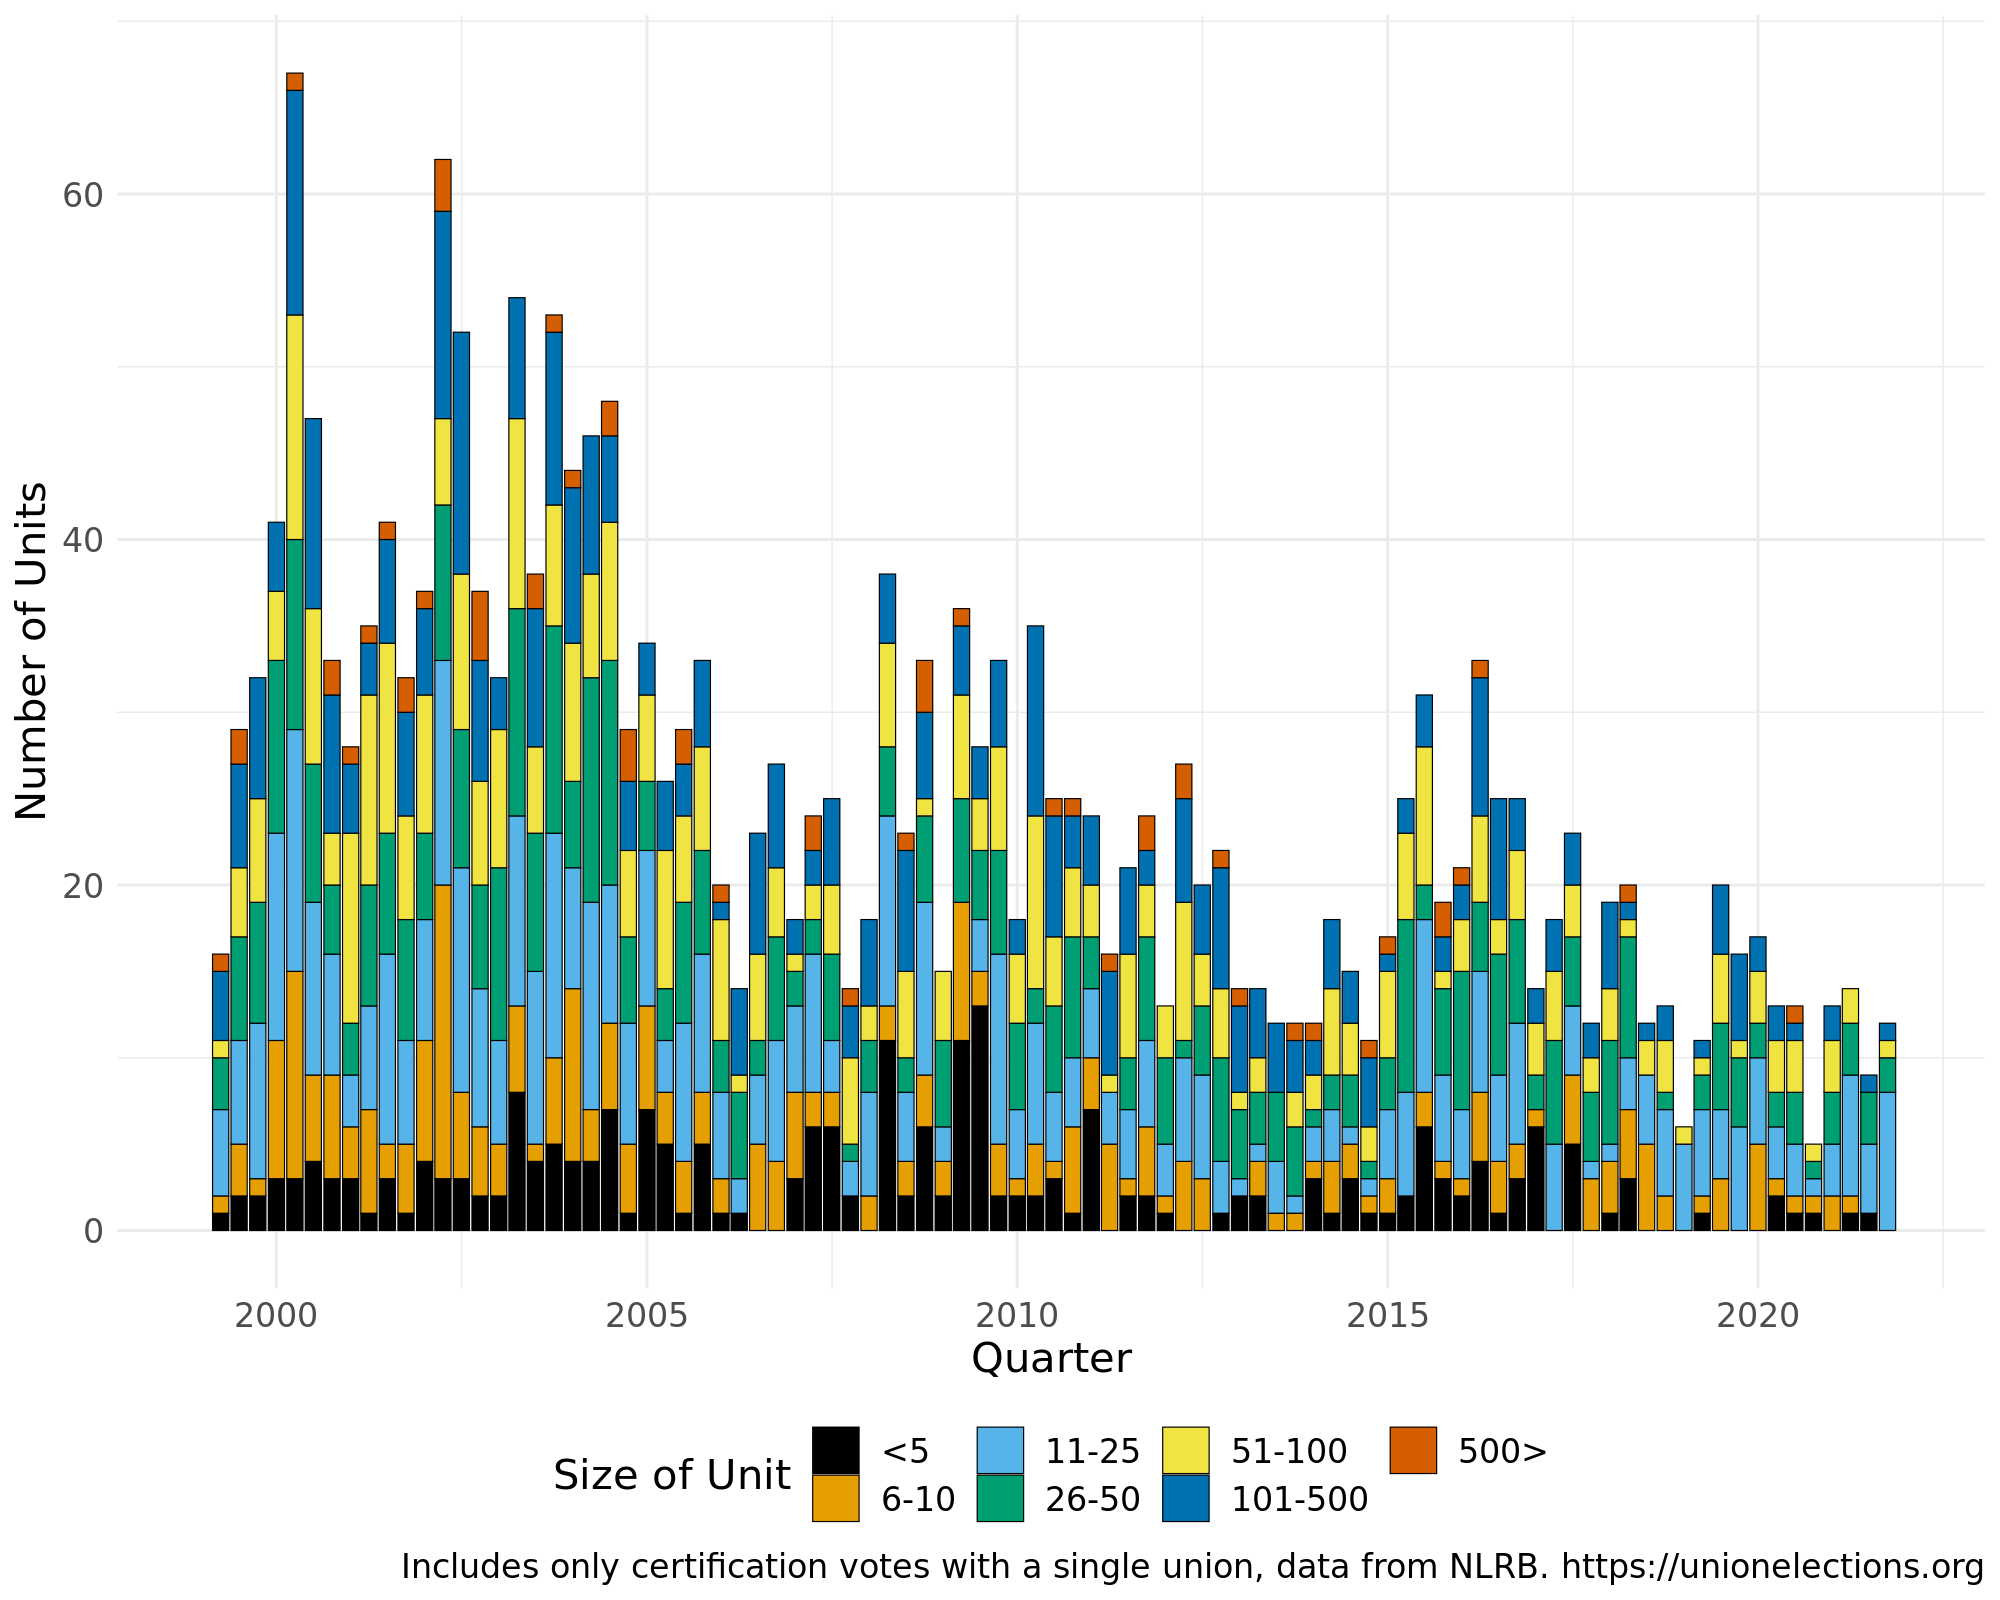 60
40
20
0
Number of Units
2000 2005 2010 2015 2020
Quarter
Size of Unit
<5 11-25 51-100 500>
6-10 26-50 101-500
Includes only certification votes with a single union, data from NLRB. https://unionelections.org